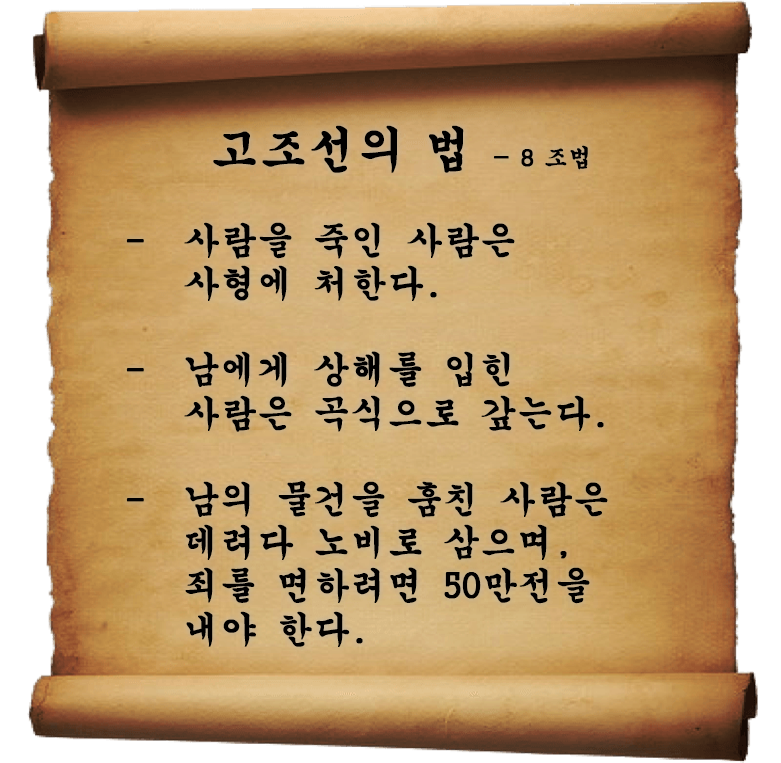 고조선의 법 - 8 조법
- 사람을 죽인 사람은
사형에 처한다.
- 남에게 상해를 입힌
사람은 곡식으로 갚는다.
- 남의 물건을 훔친 사람은
데려다 노비로 삼으며,
죄를 면하려면 50만전을
내야 한다.